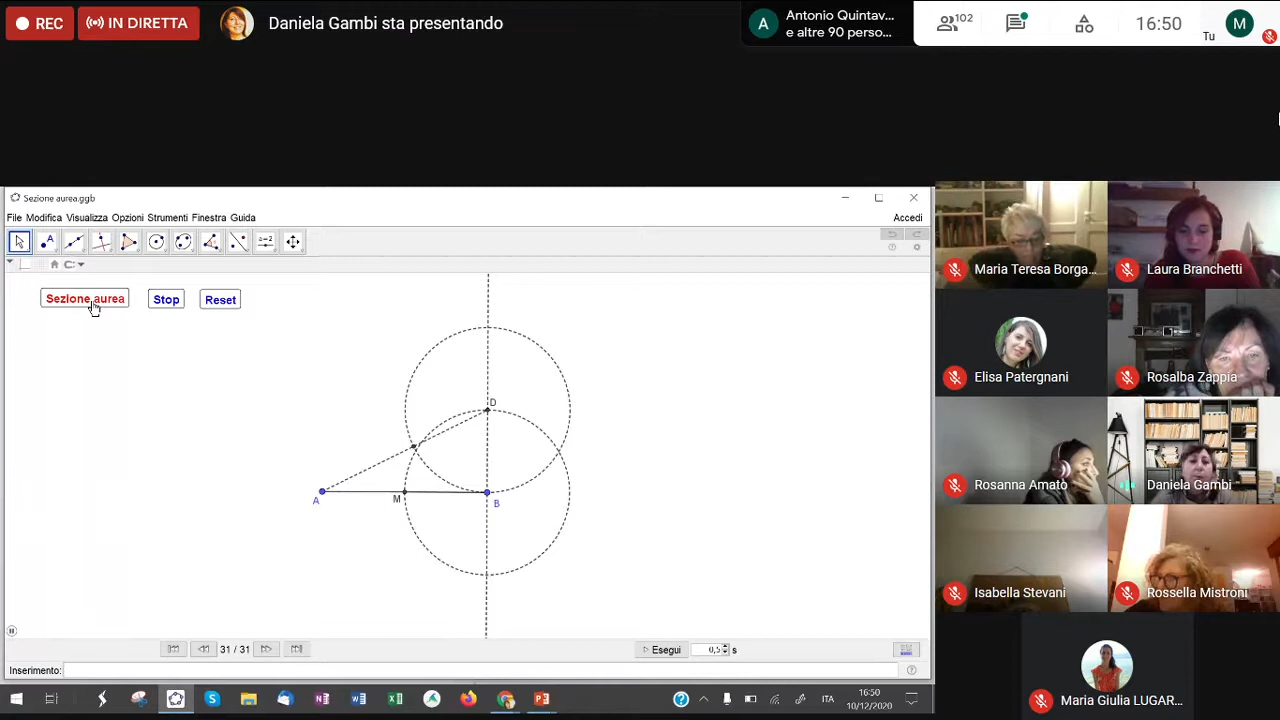 REC
IN DIRETTA
Daniela Gambi sta presentando
A
Antonio Quintav...
e altre 90 perso...
102
16:50
Tu
M
Sezione aurea.ggb
File Modifica Visualizza Opzioni Strumenti Finestra Guida
Accedi
A
a=2
Sezione aurea
Stop
Reset
D
A
M
B
31 / 31
Esegui
0,5
s
Inserimento:
Maria Teresa Borga...
Laura Branchetti
Elisa Patergnani
Rosalba Zappia
Rosanna Amato
Daniela Gambi
Isabella Stevani
Rossella Mistroni
Maria Giulia LUGAR...
ITA
16:50
10/12/2020